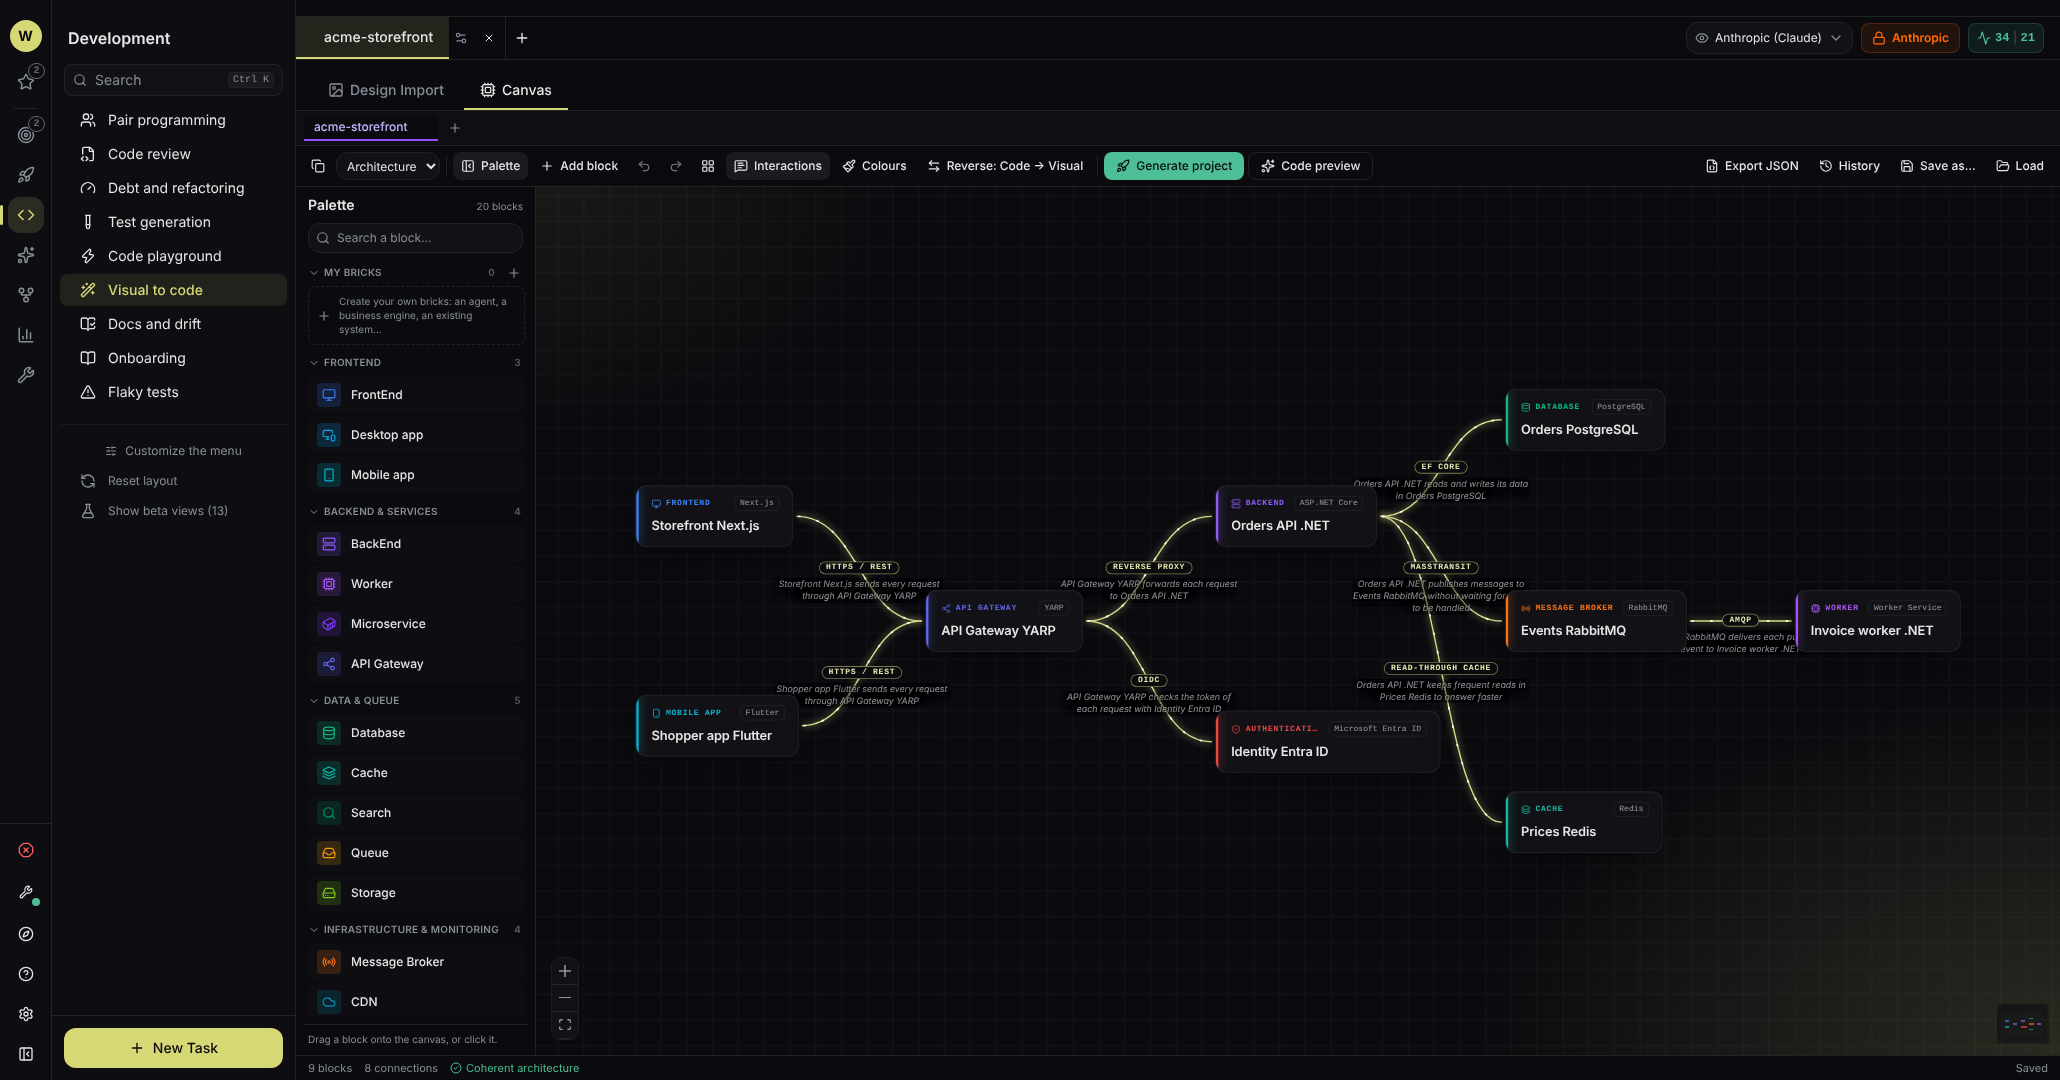 W
Development
acme-storefront
Anthropic (Claude)
Anthropic
34 | 21
2
Search
Ctrl K
Design Import
Canvas
2
Pair programming
acme-storefront
Code review
Architecture
Palette
Add block
Interactions
Colours
Reverse: Code → Visual
Generate project
Code preview
Export JSON
History
Save as...
Load
Debt and refactoring
Test generation
Code playground
Visual to code
Docs and drift
Onboarding
Flaky tests
Customize the menu
Reset layout
Show beta views (13)
New Task
Palette
20 blocks
Search a block...
MY BRICKS
0
Create your own bricks: an agent, a
business engine, an existing
system...
FRONTEND
3
FrontEnd
Desktop app
Mobile app
BACKEND & SERVICES
4
BackEnd
Worker
Microservice
API Gateway
DATA & QUEUE
5
Database
Cache
Search
Queue
Storage
INFRASTRUCTURE & MONITORING
4
Message Broker
CDN
Drag a block onto the canvas, or click it.
FRONTEND
Next.js
Storefront Next.js
HTTPS / REST
Storefront Next.js sends every request
through API Gateway YARP
MOBILE APP
Flutter
Shopper app Flutter
HTTPS / REST
Shopper app Flutter sends every request
through API Gateway YARP
API GATEWAY
YARP
API Gateway YARP
REVERSE PROXY
API Gateway YARP forwards each request
to Orders API .NET
OIDC
API Gateway YARP checks the token of
each request with Identity Entra ID
BACKEND
ASP.NET Core
Orders API .NET
AUTHENTICATI...
Microsoft Entra ID
Identity Entra ID
DATABASE
PostgreSQL
Orders PostgreSQL
EF CORE
Orders API .NET reads and writes its data
in Orders PostgreSQL
MASSTRANSIT
Orders API .NET publishes messages to
Events RabbitMQ without waiting for
to be handled
READ-THROUGH CACHE
Orders API .NET keeps frequent reads in
Prices Redis to answer faster
MESSAGE BROKER
RabbitMQ
Events RabbitMQ
AMQP
RabbitMQ delivers each
event to Invoice worker .NET
WORKER
Worker Service
Invoice worker .NET
CACHE
Redis
Prices Redis
9 blocks
8 connections
Coherent architecture
Saved